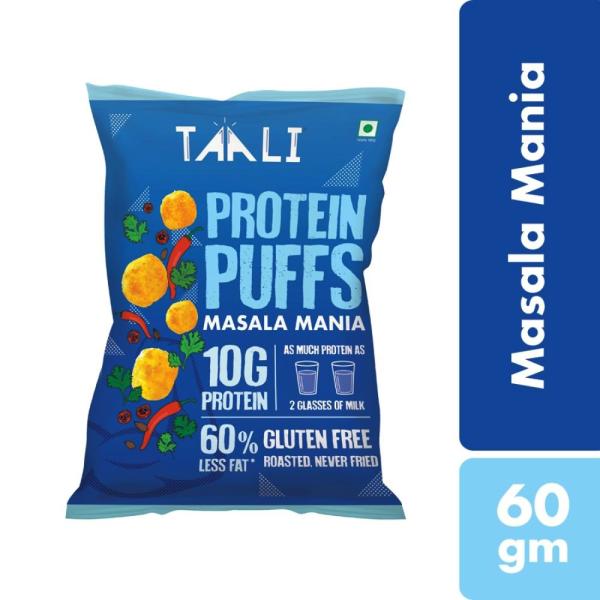 TAALI
PROTEIN
PUFFS
MASALA MANIA
10G
PROTEIN
AS MUCH PROTEIN AS
2 GLASSES OF MILK
60%
LESS FAT*
GLUTEN FREE
ROASTED, NEVER FRIED
Masala Mania
60
gm